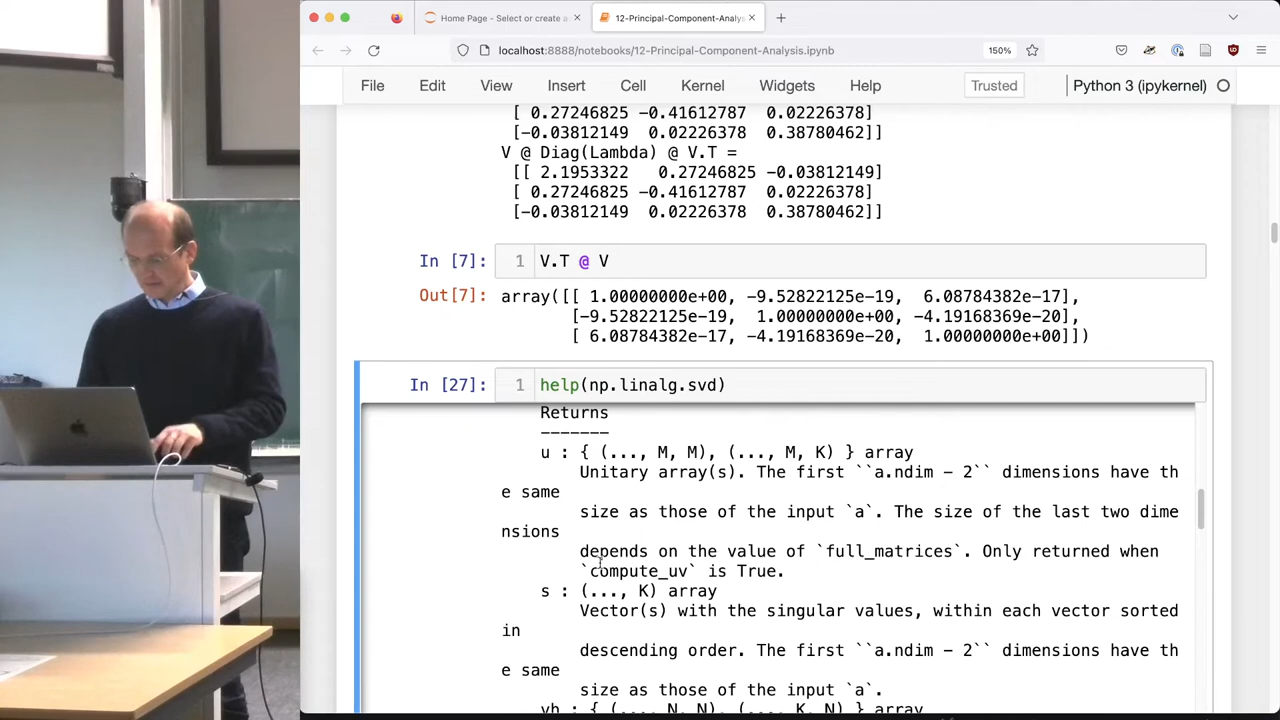 Home Page - Select or create a
12-Principal-Component-Analys
localhost:8888/notebooks/12-Principal-Component-Analysis.ipynb
150%
File Edit View Insert Cell Kernel Widgets Help
Trusted
Python 3 (ipykernel)
[ 0.27246825 -0.41612787  0.02226378]
[-0.03812149  0.02226378  0.38780462]]
V @ Diag(Lambda) @ V.T =
[[ 2.1953322   0.27246825 -0.03812149]
[ 0.27246825 -0.41612787  0.02226378]
[-0.03812149  0.02226378  0.38780462]]
In [7]: 1 V.T @ V
Out[7]: array([[ 1.00000000e+00, -9.52822125e-19,  6.08784382e-17],
[-9.52822125e-19,  1.00000000e+00, -4.19168369e-20],
[ 6.08784382e-17, -4.19168369e-20,  1.00000000e+00]])
In [27]: 1 help(np.linalg.svd)
Returns
-------
u : { (..., M, M), (..., M, K) } array
Unitary array(s). The first ``a.ndim - 2`` dimensions have th
e same
size as those of the input `a`. The size of the last two dime
nsions
depends on the value of `full_matrices`. Only returned when
`compute_uv` is True.
s : (..., K) array
Vector(s) with the singular values, within each vector sorted
in
descending order. The first ``a.ndim - 2`` dimensions have th
e same
size as those of the input `a`.
vh : { (..., N, N), (..., K, N) } array